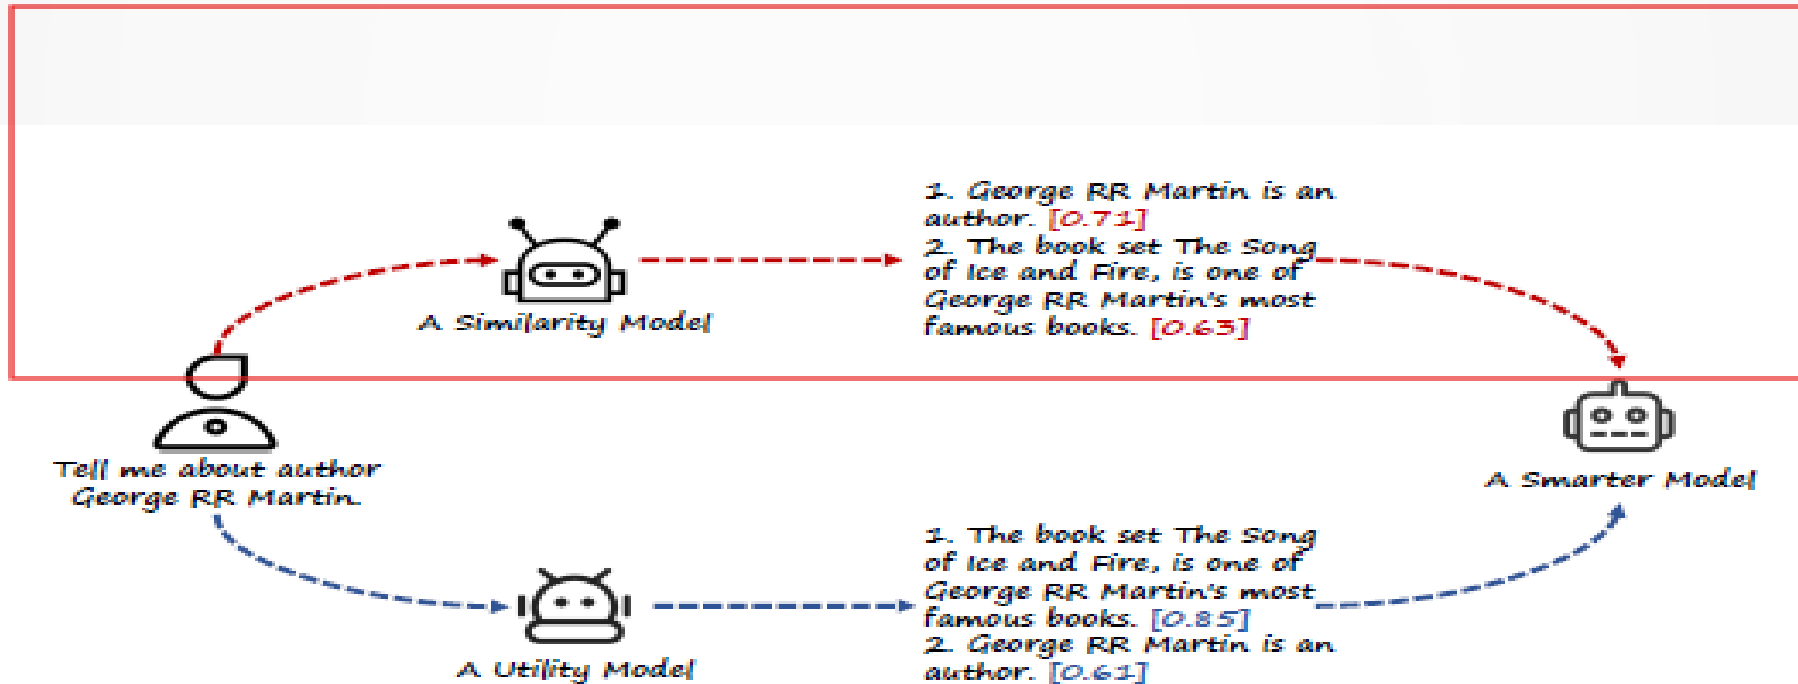 1. George RR Martin is an
author. [0.71]
2. The book set The Song
of Ice and Fire, is one of
George RR Martin's most
famous books. [0.63]
A Similarity Model
Tell me about author
George RR Martin.
A Smarter Model
1. The book set The Song
of Ice and Fire, is one of
George RR Martin's most
famous books. [0.85]
2. George RR Martin is an
author. [0.61]
A Utility Model